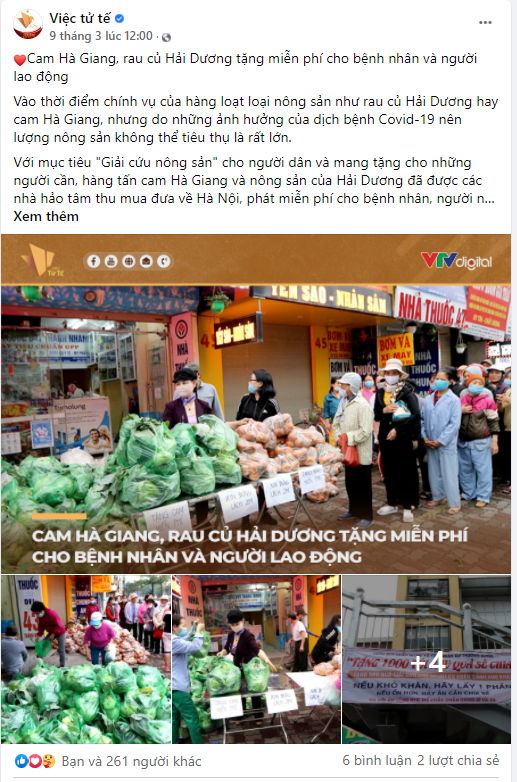 Việc tử tế
9 tháng 3 lúc 12:00 ·
Cam Hà Giang, rau củ Hải Dương tặng miễn phí cho bệnh nhân và người
lao động
Vào thời điểm chính vụ của hàng loạt loại nông sản như rau củ Hải Dương hay
cam Hà Giang, nhưng do những ảnh hưởng của dịch bệnh Covid-19 nên
lượng nông sản không thể tiêu thụ là rất lớn.
Với mục tiêu "Giải cứu nông sản" cho người dân và mang tặng cho những
người cần, hàng tấn cam Hà Giang và nông sản của Hải Dương đã được các
nhà hảo tâm thu mua đưa về Hà Nội, phát miễn phí cho bệnh nhân, người n...
Xem thêm
Tử Tế
VTVdigital
YẾN SÀO - NHÂN SÂM
NHÀ THUỐC
BƠM VÁ
XE MÁY
NHÀ
THUỐC
CAM HÀ GIANG, RAU CỦ HẢI DƯƠNG TẶNG MIỄN PHÍ
CHO BỆNH NHÂN VÀ NGƯỜI LAO ĐỘNG
THUỐC
+4
NẾU KHÓ KHĂN, HÃY LẤY 1 PHẦN
Bạn và 261 người khác
6 bình luận 2 lượt chia sẻ